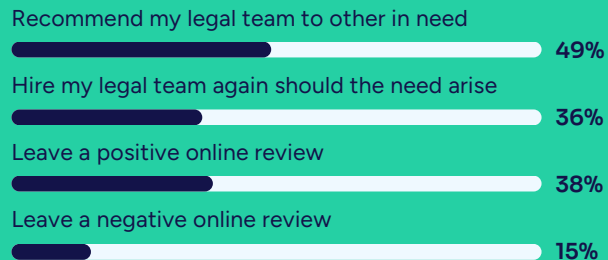 Recommend my legal team to other in need
49%
Hire my legal team again should the need arise
36%
Leave a positive online review
38%
Leave a negative online review
15%